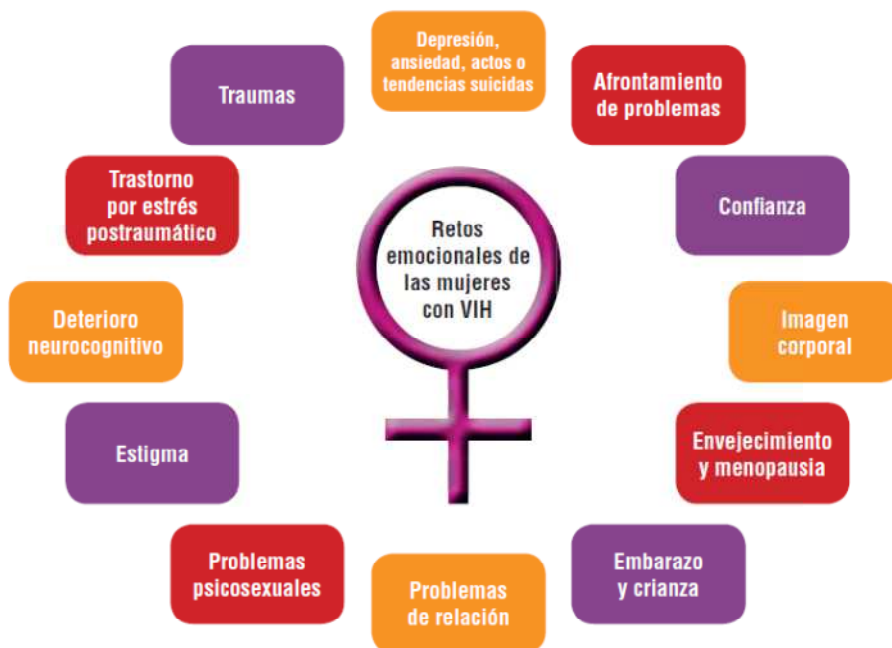 Depresión,
ansiedad, actos o
tendencias suicidas
Afrontamiento
de problemas
Confianza
Imagen
corporal
Envejecimiento
y menopausia
Embarazo
y crianza
Problemas
de relación
Problemas
psicosexuales
Estigma
Deterioro
neurocognitivo
Trastorno
por estrés
postraumático
Traumas
Retos
emocionales de
las mujeres
con VIH